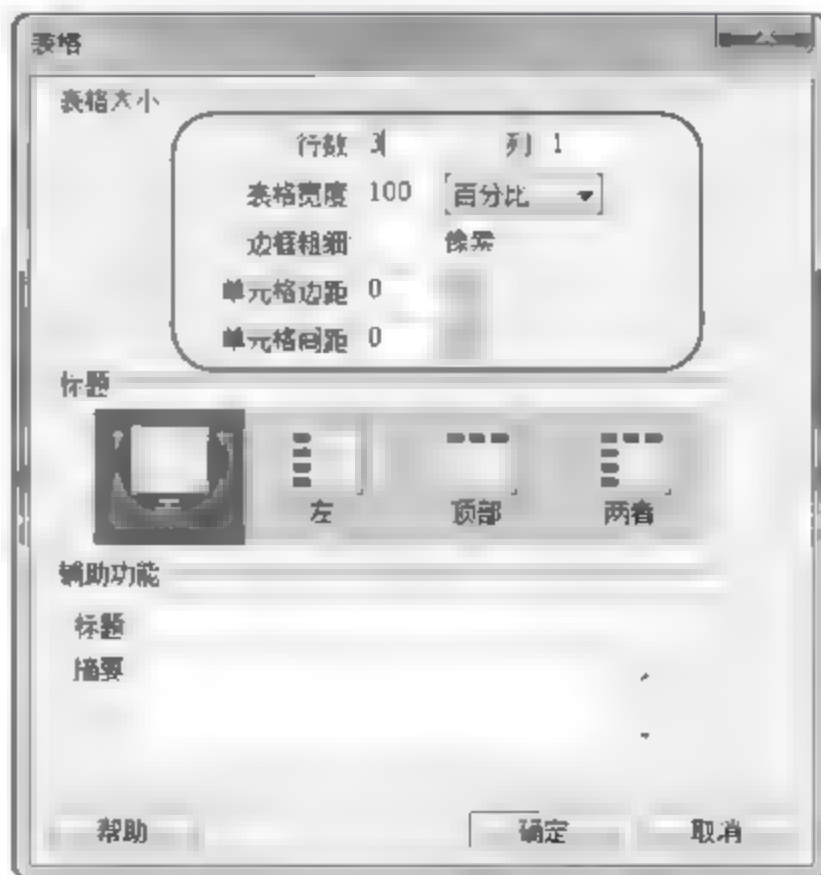 表格
表格大小
行数 3 列 1
表格宽度 100 百分比
边框粗细 像素
单元格边距 0
单元格间距 0
标题
左 顶部 两者
辅助功能
标题
摘要
帮助 确定 取消